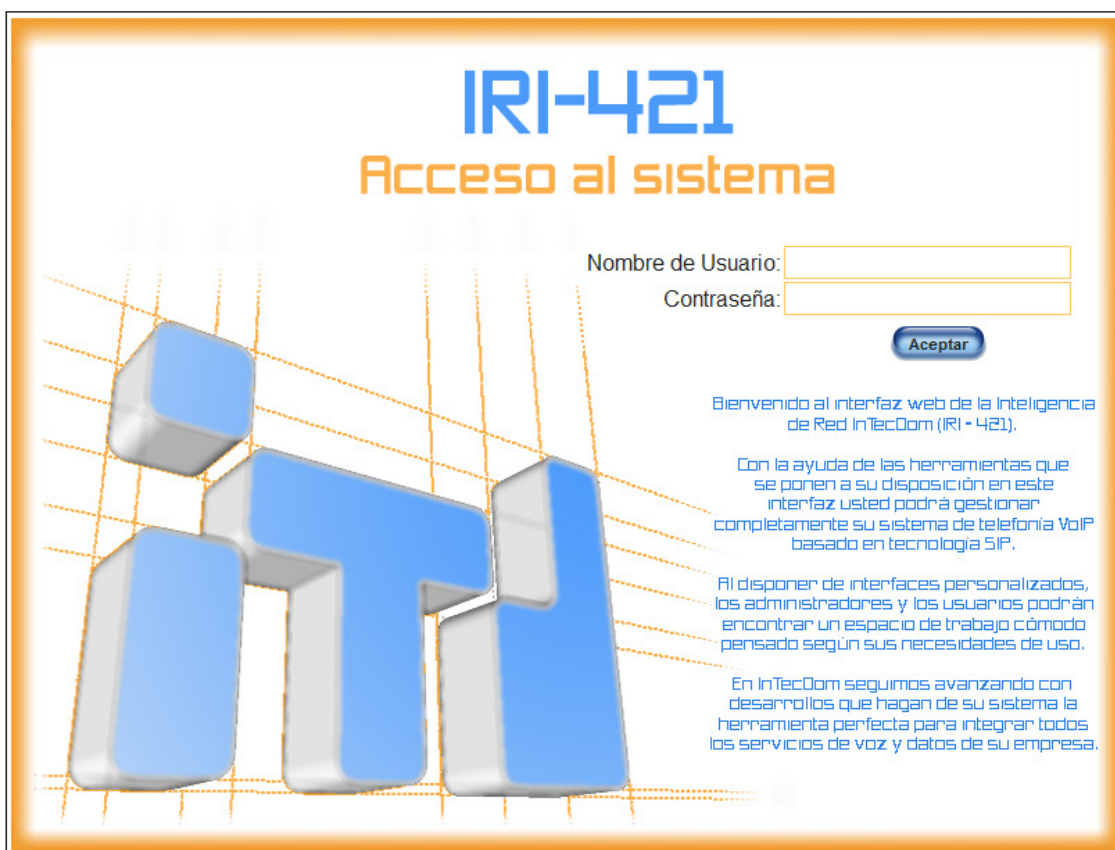 IRI-421
Acceso al sistema
Nombre de Usuario:
Contraseña:
Aceptar
Bienvenido al interfaz web de la Inteligencia
de Red InTecDom (IRI - 421).
Con la ayuda de las herramientas que
se ponen a su disposición en este
interfaz usted podrá gestionar
completamente su sistema de telefonía VoIP
basado en tecnología SIP.
Al disponer de interfaces personalizados,
los administradores y los usuarios podrán
encontrar un espacio de trabajo cómodo
pensado según sus necesidades de uso.
En InTecDom seguimos avanzando con
desarrollos que hagan de su sistema la
herramienta perfecta para integrar todos
los servicios de voz y datos de su empresa.
iTd